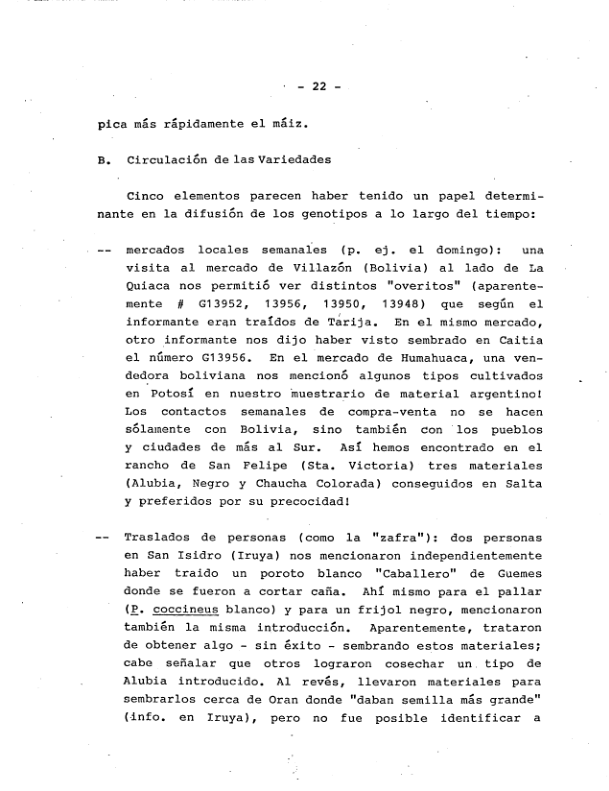 - 22 -
pica más rápidamente el máiz.
B. Circulación de las Variedades
Cinco elementos parecen haber tenido un papel determi-
nante en la difusión de los genotipos a lo largo del tiempo:
-- mercados locales semanales (p. ej. el domingo): una
visita al mercado de Villazón (Bolivia) al lado de La
Quiaca nos permitió ver distintos "overitos" (aparente-
mente # G13952, 13956, 13950, 13948) que según el
informante eran traídos de Tarija. En el mismo mercado,
otro informante nos dijo haber visto sembrado en Caitia
el número G13956. En el mercado de Humahuaca, una ven-
dedora boliviana nos mencionó algunos tipos cultivados
en Potosí en nuestro muestrario de material argentino!
Los contactos semanales de compra-venta no se hacen
sólamente con Bolivia, sino también con los pueblos
y ciudades de más al Sur. Así hemos encontrado en el
rancho de San Felipe (Sta. Victoria) tres materiales
(Alubia, Negro y Chaucha Colorada) conseguidos en Salta
y preferidos por su precocidad!
-- Traslados de personas (como la "zafra"): dos personas
en San Isidro (Iruya) nos mencionaron independientemente
haber traido un poroto blanco "Caballero" de Guemes
donde se fueron a cortar caña. Ahí mismo para el pallar
(P. coccineus blanco) y para un frijol negro, mencionaron
también la misma introducción. Aparentemente, trataron
de obtener algo - sin éxito - sembrando estos materiales;
cabe señalar que otros lograron cosechar un tipo de
Alubia introducido. Al revés, llevaron materiales para
sembrarlos cerca de Oran donde "daban semilla más grande"
(info. en Iruya), pero no fue posible identificar a